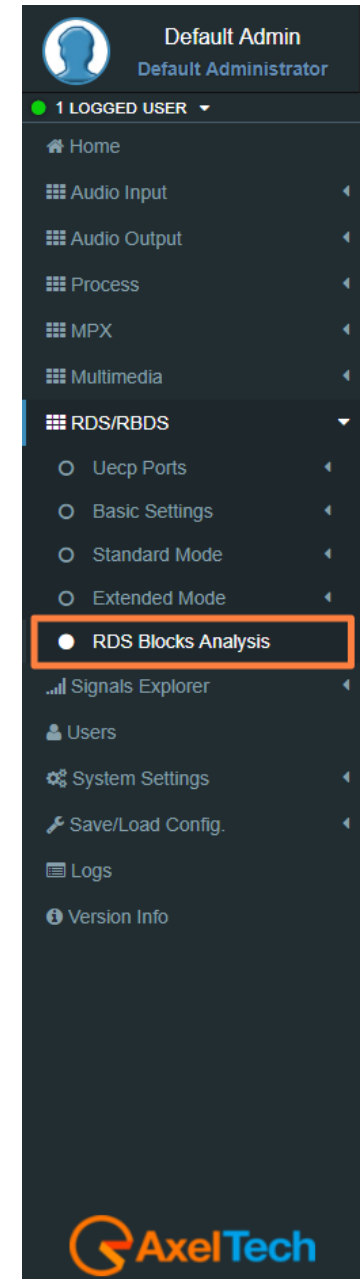 Default Admin
Default Administrator
1 LOGGED USER
Home
Audio Input
Audio Output
Process
MPX
Multimedia
RDS/RBDS
Uecp Ports
Basic Settings
Standard Mode
Extended Mode
RDS Blocks Analysis
Signals Explorer
Users
System Settings
Save/Load Config.
Logs
Version Info
AxelTech